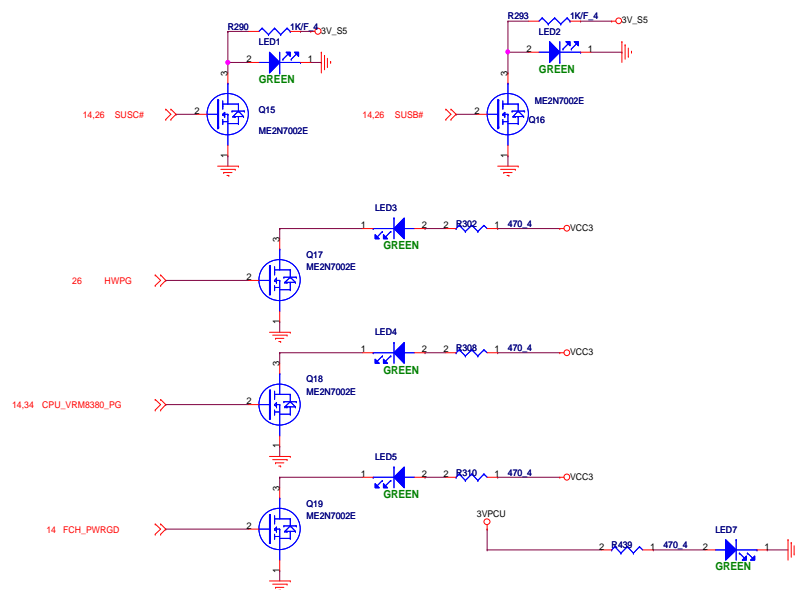 R290 1K/F_4 3V_S5
LED1
2 1
GREEN
3
14,26 SUSC# 2 Q15
ME2N7002E
1
R293 1K/F_4 3V_S5
LED2
2 1
GREEN
3
ME2N7002E
14,26 SUSB# 2 Q16
1
LED3
1 2 2 R302 1 470_4 VCC3
GREEN
3
Q17
ME2N7002E
26 HWPG 2
1
LED4
1 2 2 R308 1 470_4 VCC3
GREEN
3
Q18
ME2N7002E
14,34 CPU_VRM8380_PG 2
1
LED5
1 2 2 R310 1 470_4 VCC3
GREEN
3
Q19
ME2N7002E
14 FCH_PWRGD 2
1
3VPCU
LED7
2 R439 1 470_4 2 1
GREEN